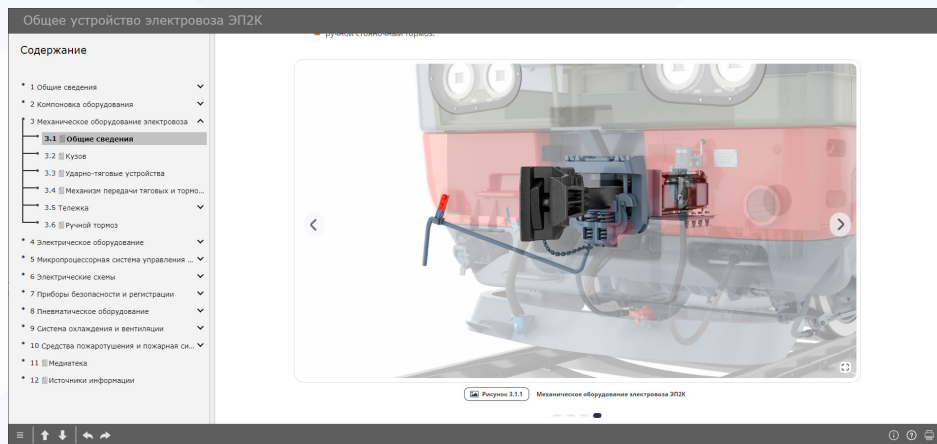 Общее устройство электровоза ЭП2К
Содержание
1 Общие сведения
2 Компоновка оборудования
3 Механическое оборудование электровоза
3.1 Общие сведения
3.2 Кузов
3.3 Ударно-тяговые устройства
3.4 Механизм передачи тяговых и тормо...
3.5 Тележка
3.6 Ручной тормоз
4 Электрическое оборудование
5 Микропроцессорная система управления ...
6 Электрические схемы
7 Приборы безопасности и регистрации
8 Пневматическое оборудование
9 Система охлаждения и вентиляции
10 Средства пожаротушения и пожарная си...
11 Медиатека
12 Источники информации
ручной стояночный тормоз.
Рисунок 3.1.1 Механическое оборудование электровоза ЭП2К